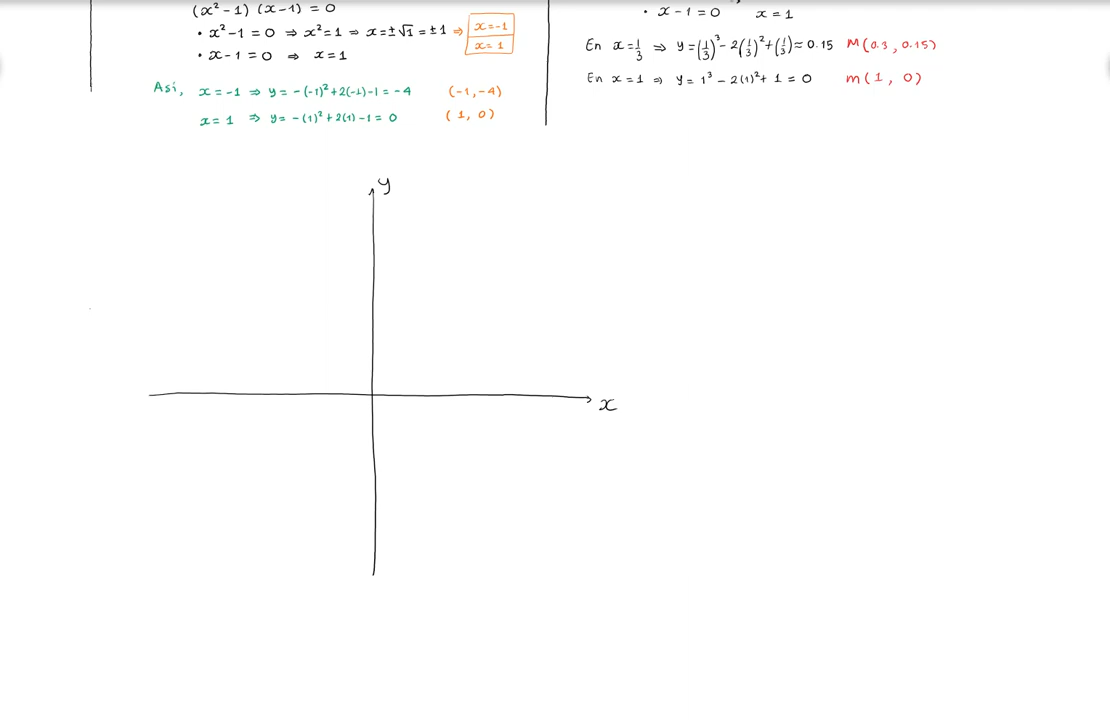 (x²-1) (x-1) = 0
• x²-1 = 0 ⇒ x²=1 ⇒ x=±√1 = ±1 ⇒ x=-1
x=1
• x-1 = 0 ⇒ x=1
Asi, x=-1 ⇒ y= -(-1)²+2(-1)-1 = -4 (-1,-4)
x=1 ⇒ y= -(1)²+2(1)-1 = 0 (1, 0)
• x-1=0 x=1
En x=1/3 ⇒ y=(1/3)³-2(1/3)²+(1/3)≈0.15 M(0.3, 0.15)
En x=1 ⇒ y= 1³-2(1)²+1 = 0 m(1, 0)
y
x